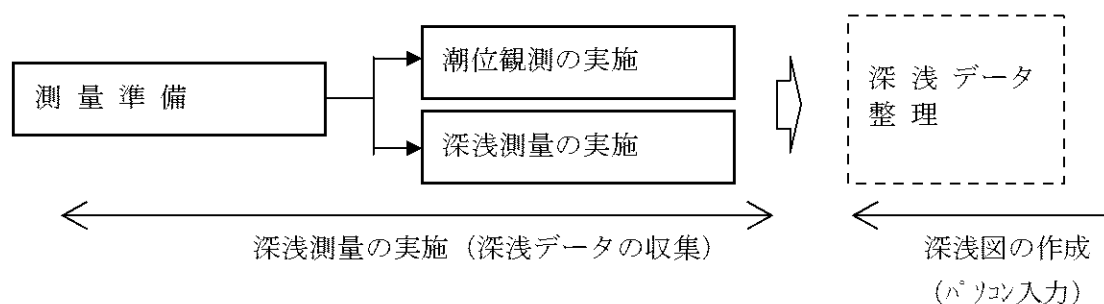 測 量 準 備
潮位観測の実施
深浅測量の実施
深 浅 データ
整 理
深浅測量の実施（深浅データの収集）
深浅図の作成
（ﾊﾟｿｺﾝ入力）